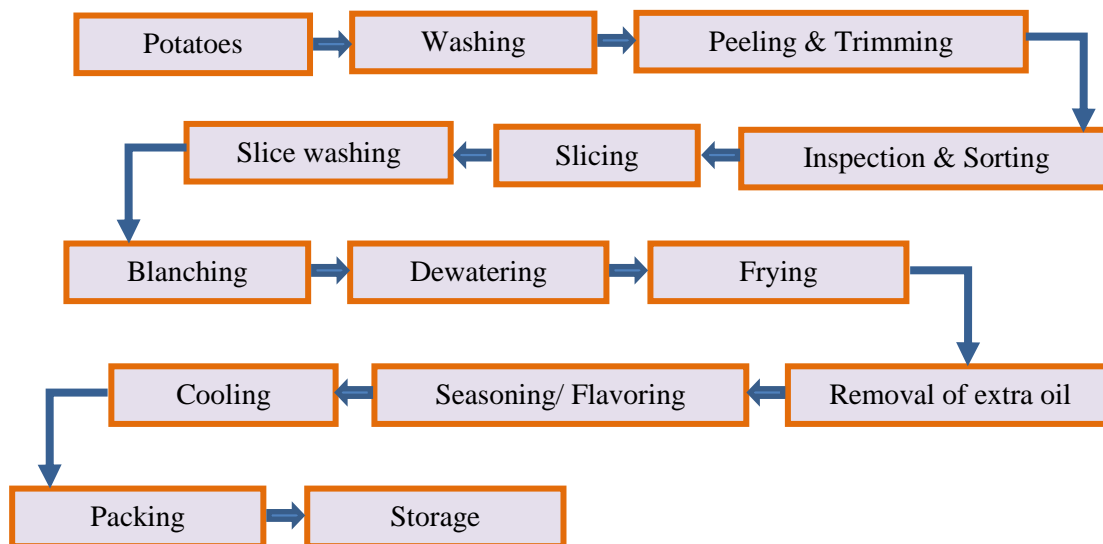 Potatoes
Washing
Peeling & Trimming
Inspection & Sorting
Slicing
Slice washing
Blanching
Dewatering
Frying
Removal of extra oil
Seasoning/ Flavoring
Cooling
Packing
Storage